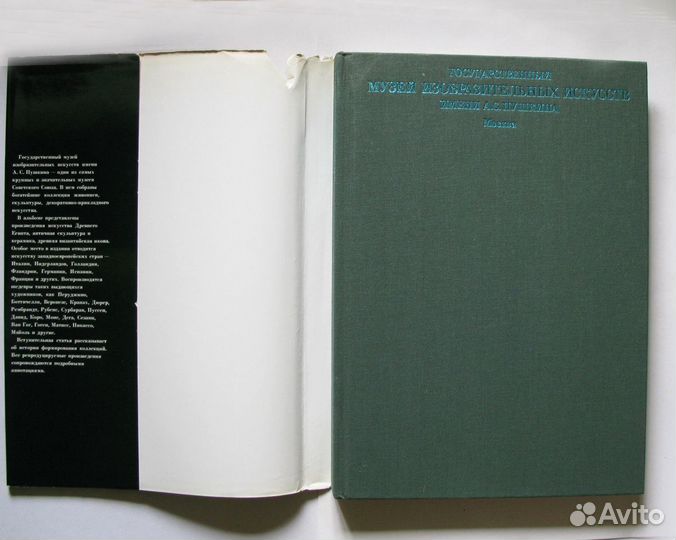 Государственный музей
изобразительных искусств имени
А. С. Пушкина — один из самых
крупных и значительных музеев
Советского Союза. В нем собраны
богатейшие коллекции живописи,
скульптуры, декоративно-прикладного
искусства.
В альбоме представлены
произведения искусства Древнего
Египта, античная скульптура и
керамика, древняя византийская икона.
Особое место в издании отводится
искусству западноевропейских стран —
Италии, Нидерландов, Голландии,
Фландрии, Германии, Испании,
Франции и других. Воспроизводятся
шедевры таких выдающихся
художников, как Перуджино,
Боттичелли, Веронезе, Кранах, Дюрер,
Рембрандт, Рубенс, Сурбаран, Пуссен,
Давид, Коро, Моне, Дега, Сезанн,
Ван Гог, Гоген, Матисс, Пикассо,
Майоль и другие.
Вступительная статья рассказывает
об истории формирования коллекций.
Все репродуцируемые произведения
сопровождаются подробными
аннотациями.
ГОСУДАРСТВЕННЫЙ
МУЗЕЙ ИЗОБРАЗИТЕЛЬНЫХ ИСКУССТВ
ИМЕНИ А.С. ПУШКИНА
Москва
Avito